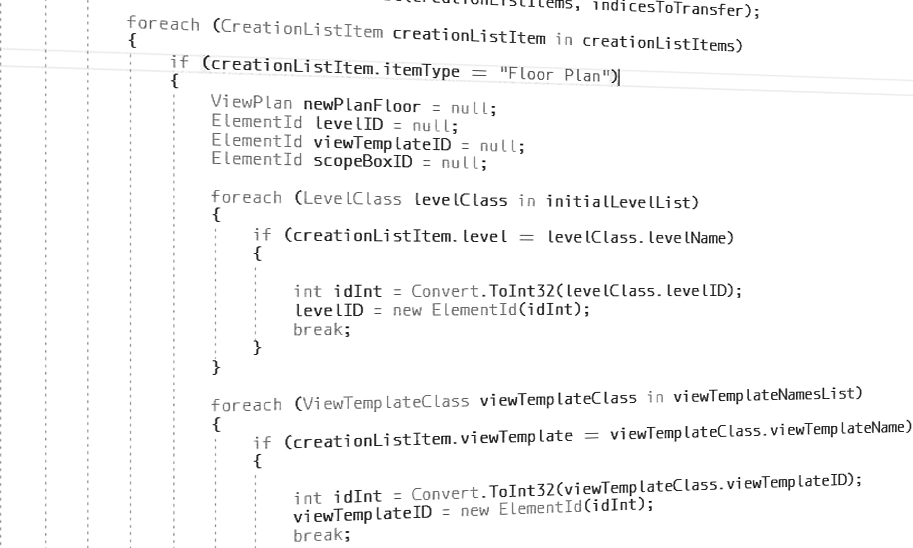 (creationListItems, indicesToTransfer);
foreach (CreationListItem creationListItem in creationListItems)
{
if (creationListItem.itemType == "Floor Plan")
{
ViewPlan newPlanFloor = null;
ElementId levelID = null;
ElementId viewTemplateID = null;
ElementId scopeBoxID = null;
foreach (LevelClass levelClass in initialLevelList)
{
if (creationListItem.level == levelClass.levelName)
{
int idInt = Convert.ToInt32(levelClass.levelID);
levelID = new ElementId(idInt);
break;
}
}
foreach (ViewTemplateClass viewTemplateClass in viewTemplateNamesList)
{
if (creationListItem.viewTemplate == viewTemplateClass.viewTemplateName)
{
int idInt = Convert.ToInt32(viewTemplateClass.viewTemplateID);
viewTemplateID = new ElementId(idInt);
break;